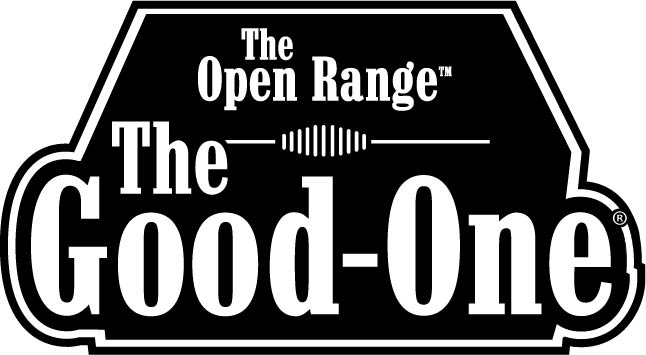 The
Open Range™
The
Good-One®